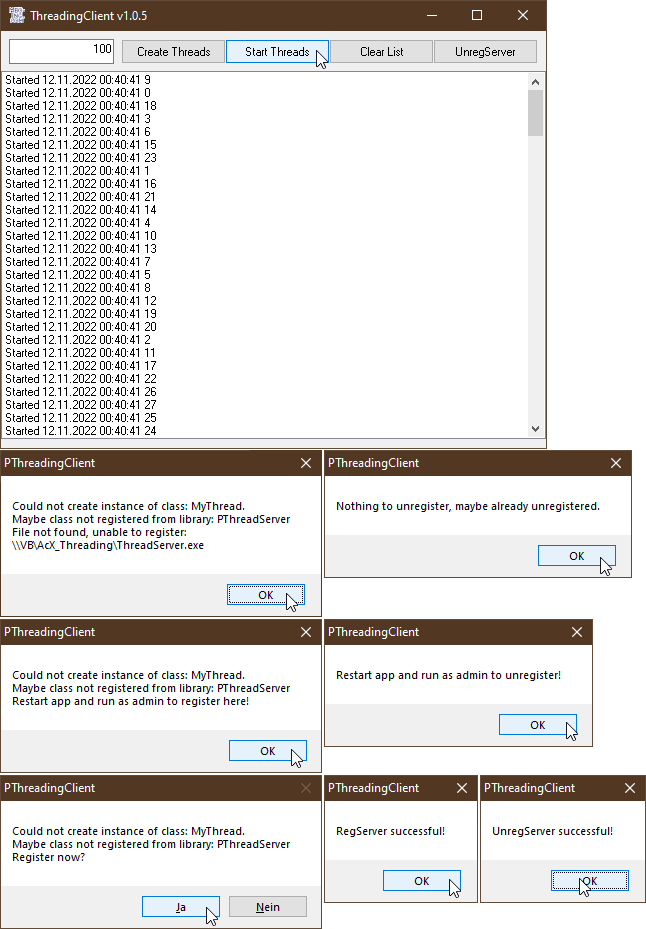 ThreadingClient v1.0.5
100
Create Threads
Start Threads
Clear List
UnregServer
Started 12.11.2022 00:40:41 9
Started 12.11.2022 00:40:41 0
Started 12.11.2022 00:40:41 18
Started 12.11.2022 00:40:41 3
Started 12.11.2022 00:40:41 6
Started 12.11.2022 00:40:41 15
Started 12.11.2022 00:40:41 23
Started 12.11.2022 00:40:41 1
Started 12.11.2022 00:40:41 16
Started 12.11.2022 00:40:41 21
Started 12.11.2022 00:40:41 14
Started 12.11.2022 00:40:41 4
Started 12.11.2022 00:40:41 10
Started 12.11.2022 00:40:41 13
Started 12.11.2022 00:40:41 7
Started 12.11.2022 00:40:41 5
Started 12.11.2022 00:40:41 8
Started 12.11.2022 00:40:41 12
Started 12.11.2022 00:40:41 19
Started 12.11.2022 00:40:41 20
Started 12.11.2022 00:40:41 2
Started 12.11.2022 00:40:41 11
Started 12.11.2022 00:40:41 17
Started 12.11.2022 00:40:41 22
Started 12.11.2022 00:40:41 26
Started 12.11.2022 00:40:41 27
Started 12.11.2022 00:40:41 25
Started 12.11.2022 00:40:41 24
PThreadingClient
Could not create instance of class: MyThread.
Maybe class not registered from library: PThreadServer
File not found, unable to register:
\\VB\AcX_Threading\ThreadServer.exe
OK
PThreadingClient
Nothing to unregister, maybe already unregistered.
OK
PThreadingClient
Could not create instance of class: MyThread.
Maybe class not registered from library: PThreadServer
Restart app and run as admin to register here!
OK
PThreadingClient
Restart app and run as admin to unregister!
OK
PThreadingClient
Could not create instance of class: MyThread.
Maybe class not registered from library: PThreadServer
Register now?
Ja
Nein
PThreadingClient
RegServer successful!
OK
PThreadingClient
UnregServer successful!
OK